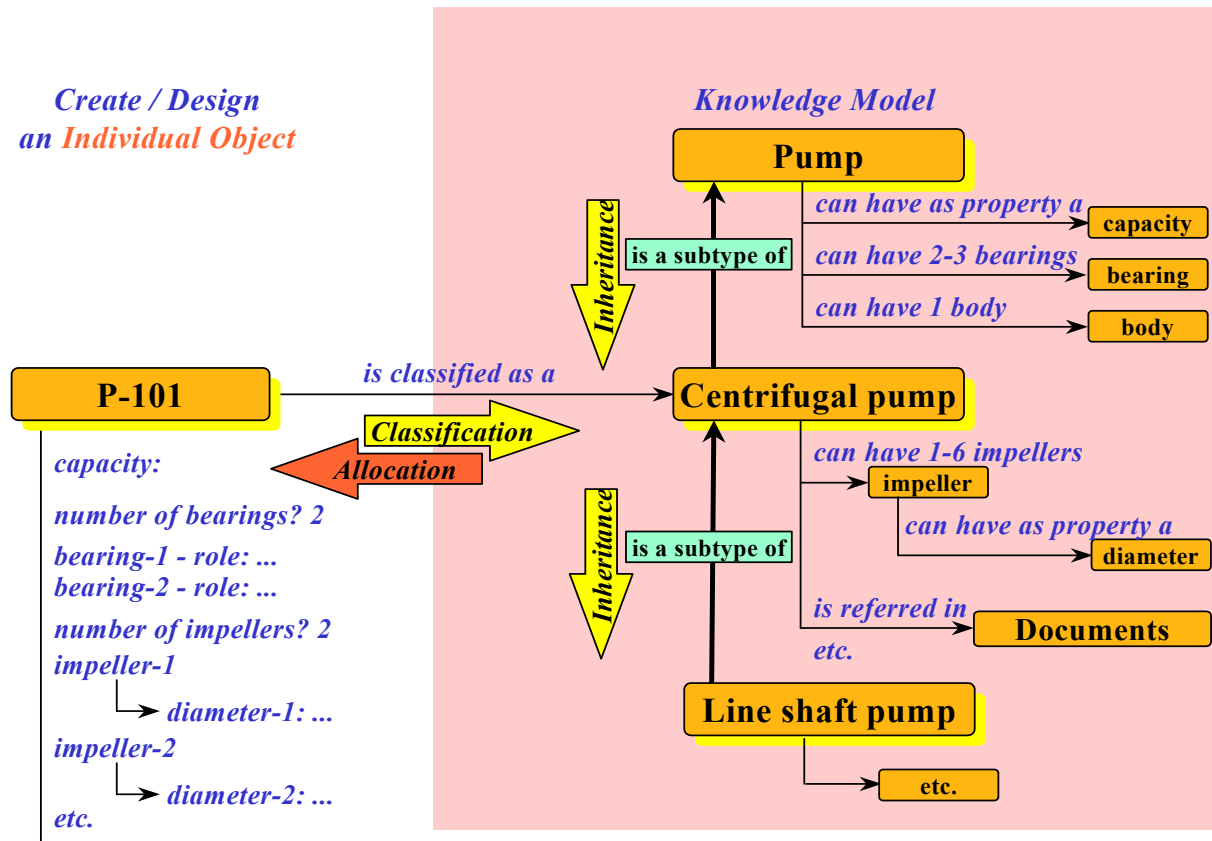 Create / Design
an Individual Object
P-101
capacity:
number of bearings? 2
bearing-1 - role: ...
bearing-2 - role: ...
number of impellers? 2
impeller-1
diameter-1: ...
impeller-2
diameter-2: ...
etc.
is classified as a
Classification
Allocation
Knowledge Model
Pump
can have as property a
capacity
can have 2-3 bearings
bearing
can have 1 body
body
Inheritance
is a subtype of
Centrifugal pump
can have 1-6 impellers
impeller
can have as property a
diameter
is referred in
Documents
etc.
Inheritance
is a subtype of
Line shaft pump
etc.